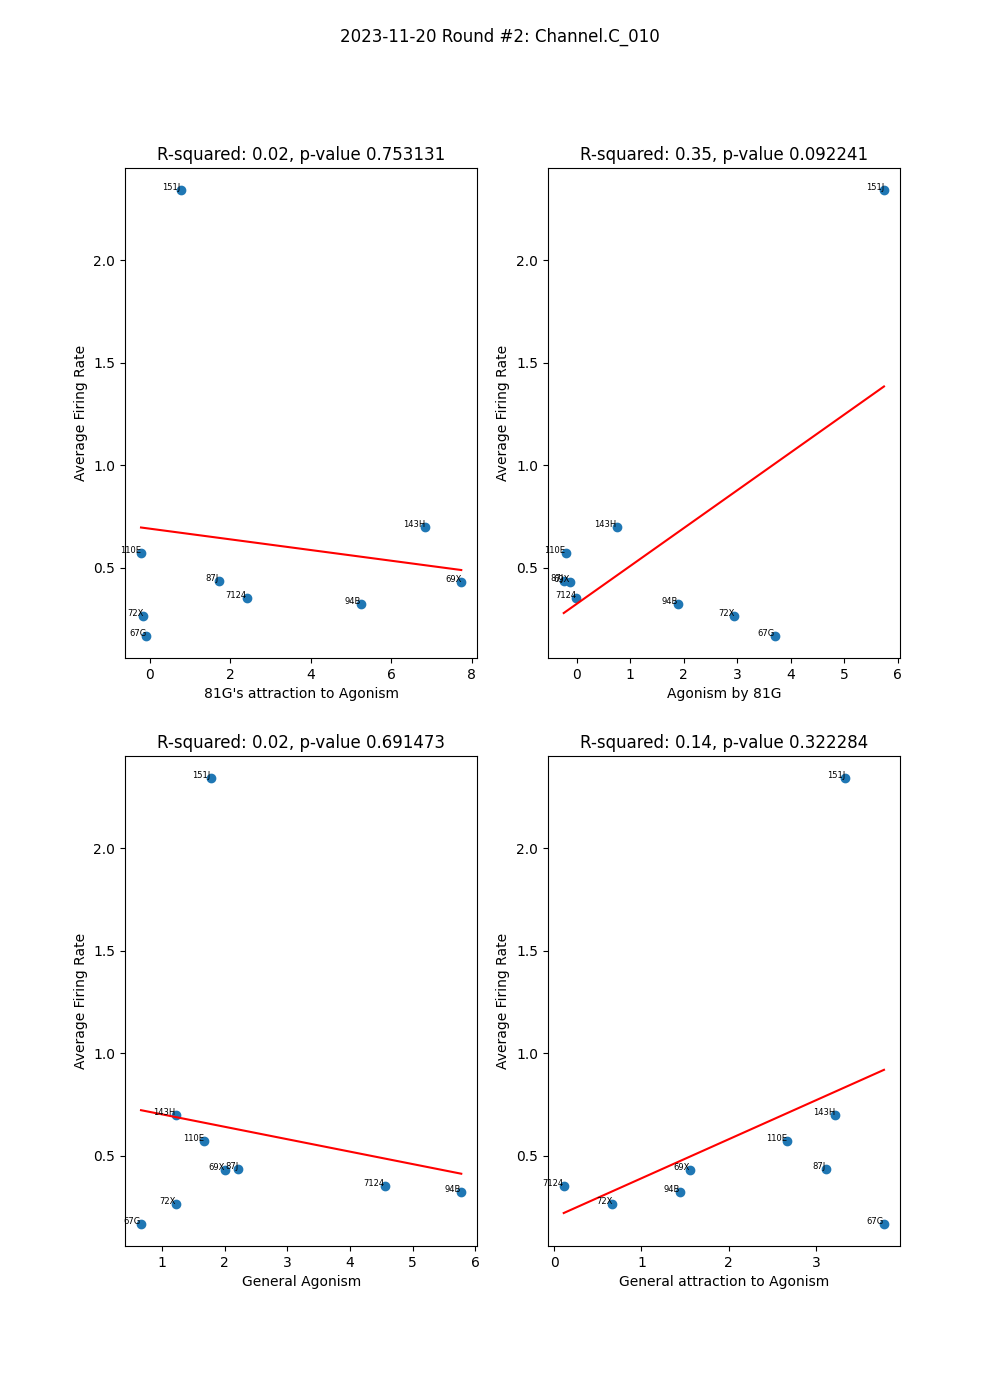 2023-11-20 Round #2: Channel.C_010
R-squared: 0.02, p-value 0.753131
R-squared: 0.35, p-value 0.092241
151J
151J
2.0
2.0
1.5
1.5
Average Firing Rate
Average Firing Rate
1.0
1.0
143H
143H
110E
110E
0.5
87J
69X
0.5
87J
69X
7124
94B
7124
94B
72X
72X
67G
67G
0
2
4
6
8
0
1
2
3
4
5
6
81G's attraction to Agonism
Agonism by 81G
R-squared: 0.02, p-value 0.691473
R-squared: 0.14, p-value 0.322284
151J
151J
2.0
2.0
1.5
1.5
Average Firing Rate
Average Firing Rate
1.0
1.0
143H
143H
110E
110E
0.5
69X
87J
0.5
69X
87J
7124
94B
7124
94B
72X
72X
67G
67G
1
2
3
4
5
6
0
1
2
3
General Agonism
General attraction to Agonism